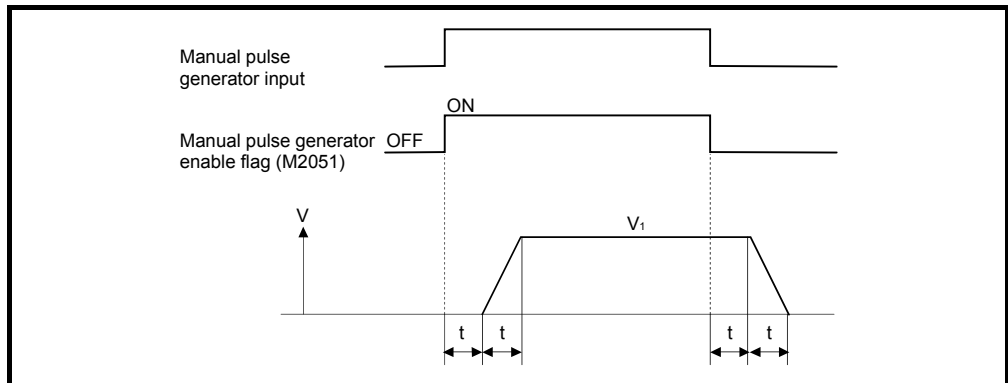 Manual pulse
generator input
ON
Manual pulse generator OFF
enable flag (M2051)
V
V₁
t t t t